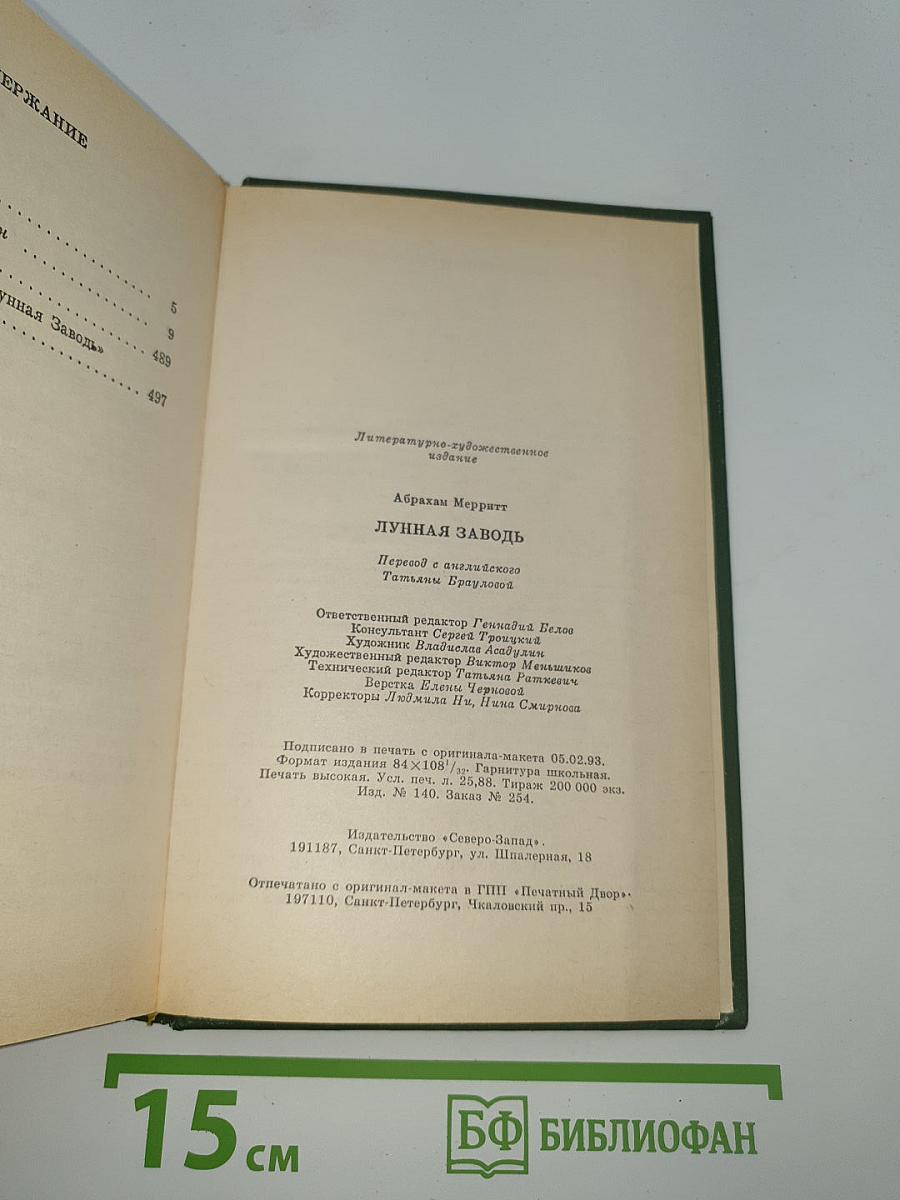 ЕРЖАНИЕ
н
5
9
унная Заводь»
489
497
Литературно-художественное
издание
Абрахам Мерритт
ЛУННАЯ ЗАВОДЬ
Перевод с английского
Татьяны Брауловой
Ответственный редактор Геннадий Белов
Консультант Сергей Троицкий
Художник Владислав Асадулин
Художественный редактор Виктор Меньшиков
Технический редактор Татьяна Раткевич
Верстка Елены Черновой
Корректоры Людмила Ни, Нина Смирнова
Подписано в печать с оригинала-макета 05.02.93.
Формат издания 84×108¹/₃₂. Гарнитура школьная.
Печать высокая. Усл. печ. л. 25,88. Тираж 200 000 экз.
Изд. № 140. Заказ № 254.
Издательство «Северо-Запад».
191187, Санкт-Петербург, ул. Шпалерная, 18
Отпечатано с оригинал-макета в ГПП «Печатный Двор».
197110, Санкт-Петербург, Чкаловский пр., 15
15 см
БФ БИБЛИОФАН